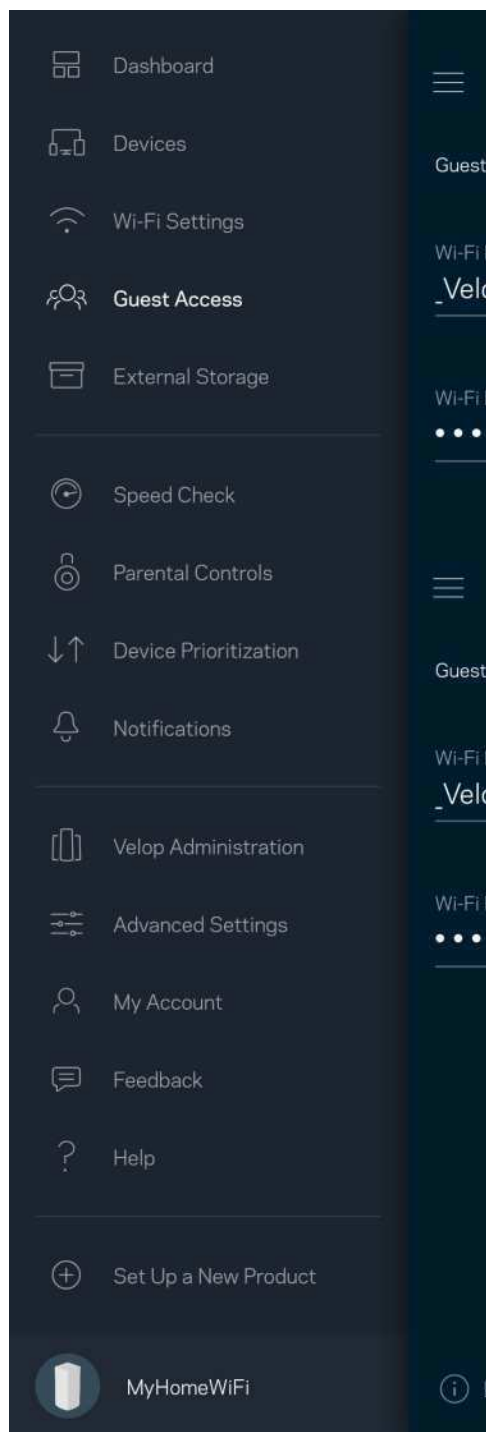 Dashboard
Devices
Wi-Fi Settings
Guest Access
External Storage
Speed Check
Parental Controls
Device Prioritization
Notifications
Velop Administration
Advanced Settings
My Account
Feedback
Help
Set Up a New Product
MyHomeWiFi
Guest
Wi-Fi
_Velo
Wi-Fi
Guest
Wi-Fi
_Velo
Wi-Fi